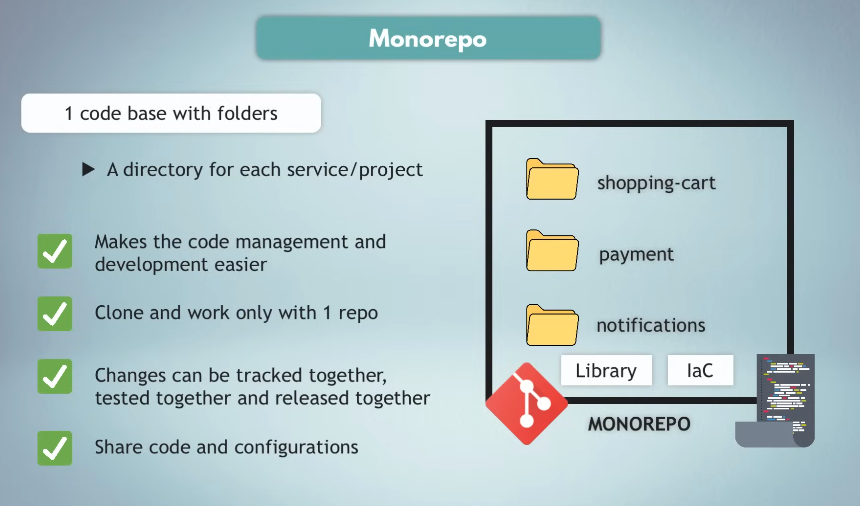 Monorepo
1 code base with folders
A directory for each service/project
Makes the code management and
development easier
Clone and work only with 1 repo
Changes can be tracked together,
tested together and released together
Share code and configurations
shopping-cart
payment
notifications
Library
IaC
MONOREPO